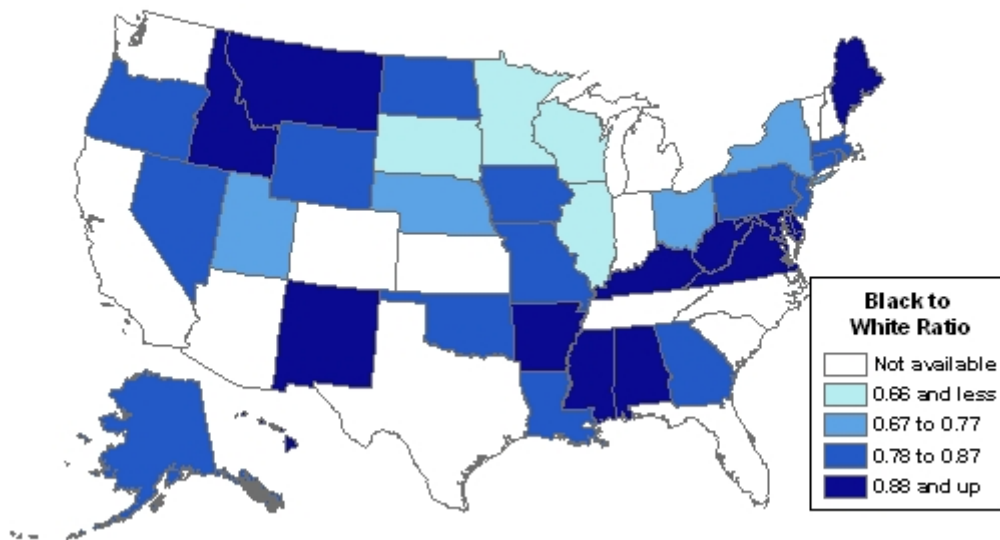 Black to
White Ratio
Not available
0.66 and less
0.67 to 0.77
0.78 to 0.87
0.88 and up